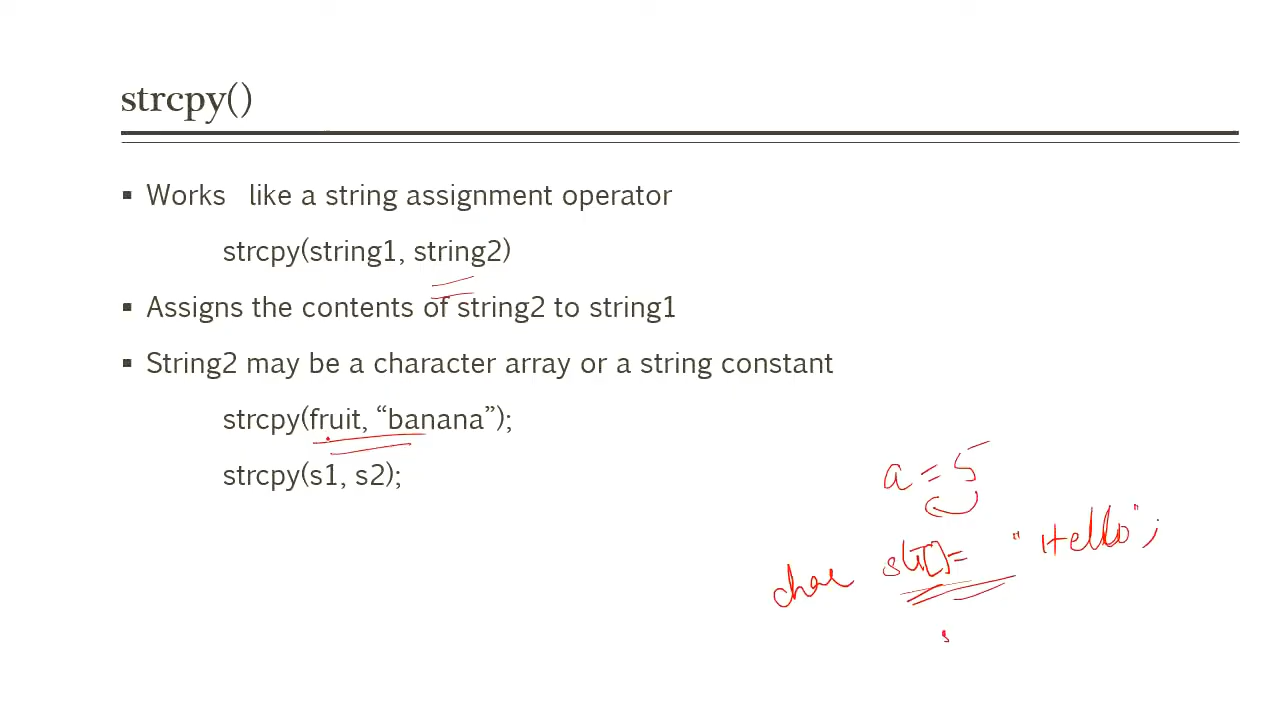 strcpy()
▪ Works like a string assignment operator
strcpy(string1, string2)
▪ Assigns the contents of string2 to string1
▪ String2 may be a character array or a string constant
strcpy(fruit, “banana”);
strcpy(s1, s2);
a = 5
char str[] = "Hello";
s